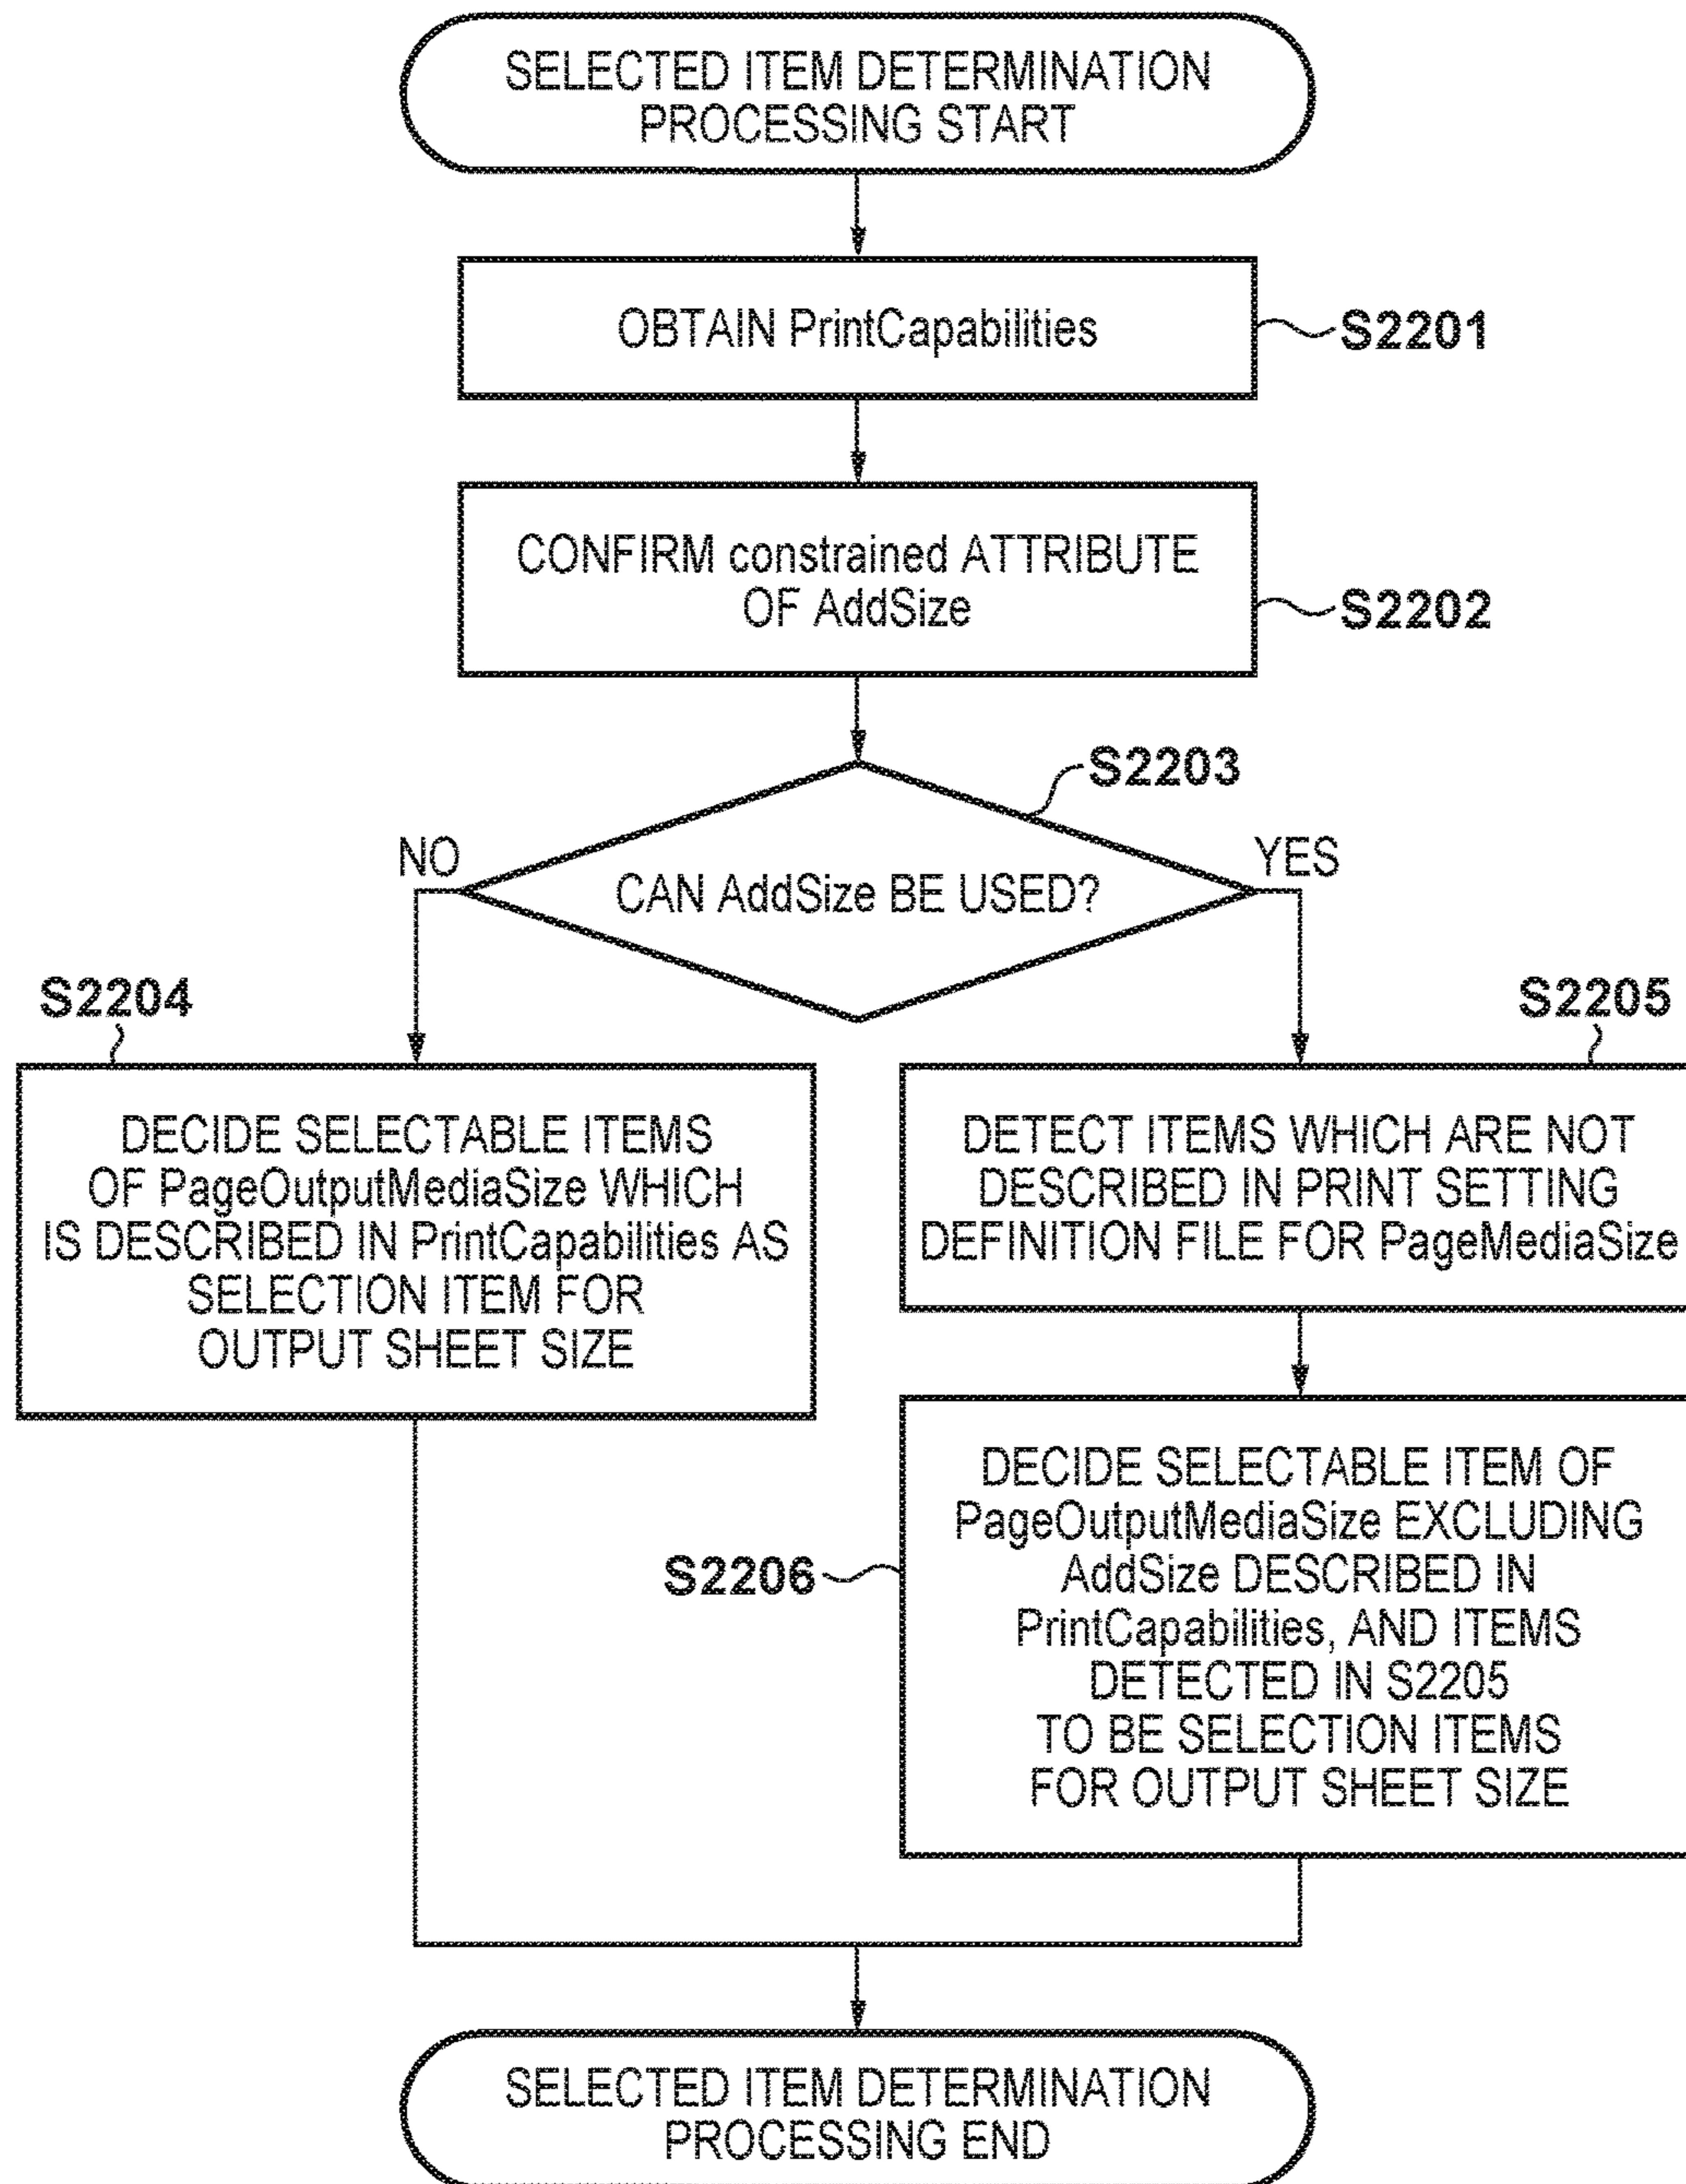 SELECTED ITEM DETERMINATION
PROCESSING START
OBTAIN PrintCapabilities
S2201
CONFIRM constrained ATTRIBUTE
OF AddSize
S2202
S2203
NO
YES
CAN AddSize BE USED?
S2204
DECIDE SELECTABLE ITEMS
OF PageOutputMediaSize WHICH
IS DESCRIBED IN PrintCapabilities AS
SELECTION ITEM FOR
OUTPUT SHEET SIZE
S2205
DETECT ITEMS WHICH ARE NOT
DESCRIBED IN PRINT SETTING
DEFINITION FILE FOR PageMediaSize
S2206
DECIDE SELECTABLE ITEM OF
PageOutputMediaSize EXCLUDING
AddSize DESCRIBED IN
PrintCapabilities, AND ITEMS
DETECTED IN S2205
TO BE SELECTION ITEMS
FOR OUTPUT SHEET SIZE
SELECTED ITEM DETERMINATION
PROCESSING END